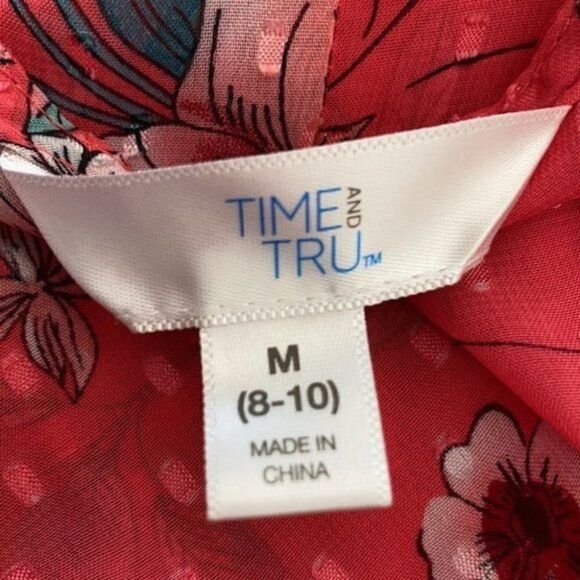 TIME AND
TRU™
M
(8-10)
MADE IN
CHINA